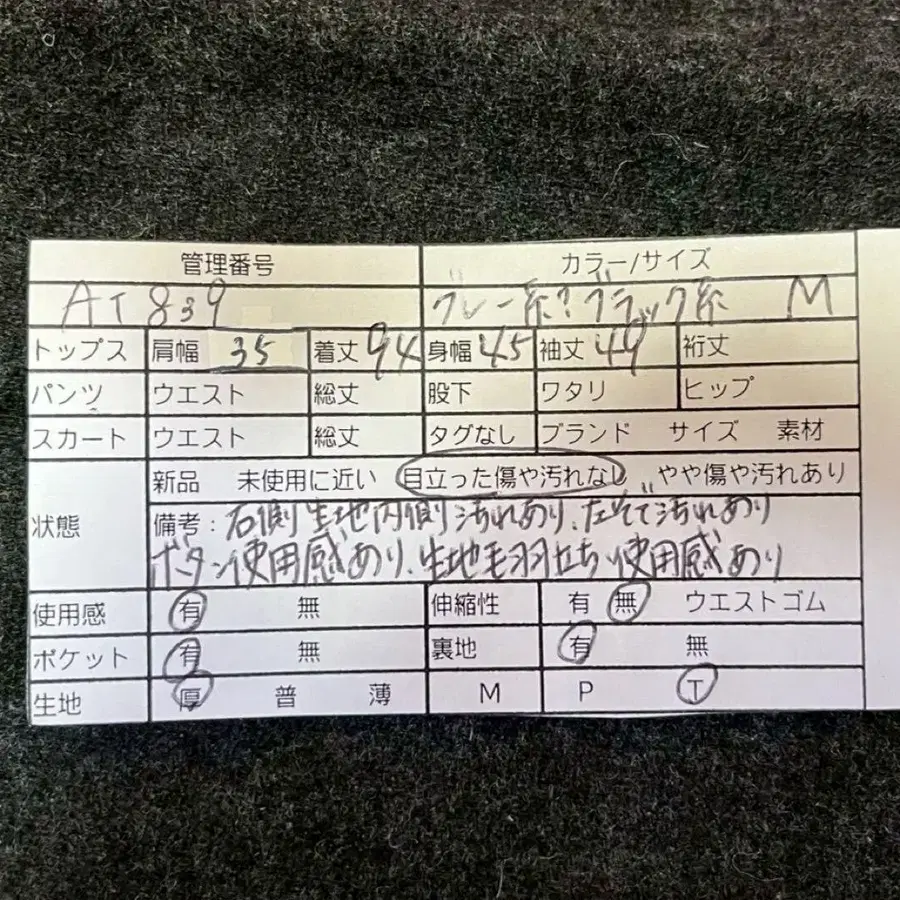 管理番号 カラー/サイズ
AT 839 グレー系?ブラック系 M
トップス 肩幅 35 着丈 94 身幅 45 袖丈 49 裄丈
パンツ ウエスト 総丈 股下 ワタリ ヒップ
スカート ウエスト 総丈 タグなし ブランド サイズ 素材
状態 新品 未使用に近い 目立った傷や汚れなし やや傷や汚れあり
備考:右側生地内側汚れあり、左そで汚れあり
ボタン使用感あり、生地毛羽立ち使用感あり
使用感 有 無 伸縮性 有 無 ウエストゴム
ポケット 有 無 裏地 有 無
生地 厚 普 薄 M P T